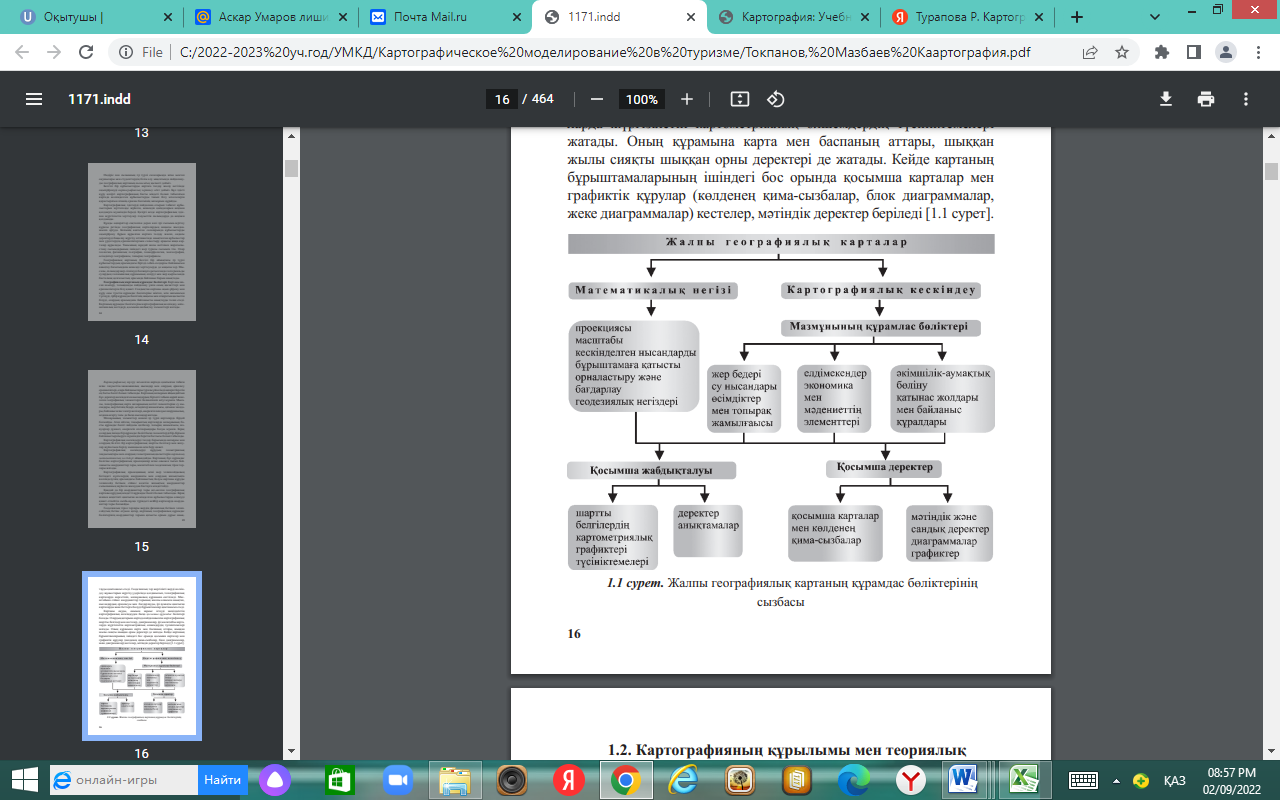 Оқытушы |
Аскар Умаров лиши
Почта Mail.ru
1171.indd
Картография: Учебн
Турапова Р. Картогр
File
C:/2022-2023%20уч.год/УМКД/Картографическое%20моделирование%20в%20туризме/Токпанов,%20Мазбаев%20Каартография.pdf
1171.indd
16 / 464
100%
13
14
15
16
жатады. Оның құрамына карта мен баспаның аттары, шыққан
жылы сияқты шыққан орны деректері де жатады. Кейде картаның
бұрыштамаларының ішіндегі бос орында қосымша карталар мен
графиктік құрулар (көлденең қима-сызбалар, блок диаграммалар,
жеке диаграммалар) кестелер, мәтіндік деректер беріледі [1.1 сурет].
Жалпы географиялық карталар
Математикалық негізі
Картографиялық кескіндеу
Мазмұнының құрамлас бөліктері
проекциясы
масштабы
кескінделген нысандарды
бұрыштамаға қатысты
орналастыру және
бағдарлау
геодезиялық негіздері
жер бедері
су нысандары
өсімдіктер
мен топырақ
жамылғаысы
елдімекендер
экономика
мен
мәдениеттің
элементтері
әкімшілік-аумақтық
бөліну
қатынас жолдары
мен байланыс
құралдары
Қосымша жабдықталуы
Қосымша деректер
шартты
белгілердің
картометриялық
графиктері
түсініктемелері
деректер
анықтамалар
қосымша карталар
мен көлденең
қима-сызбалар
мәтіндік және
сандық деректер
диаграммалар
графиктер
1.1 сурет. Жалпы географиялық картаның құрамдас бөліктерінің
сызбасы
16
1.2. Картографияның құрылымы мен теориялық
онлайн-игры
Найти
ҚАЗ
08:57 PM
02/09/2022